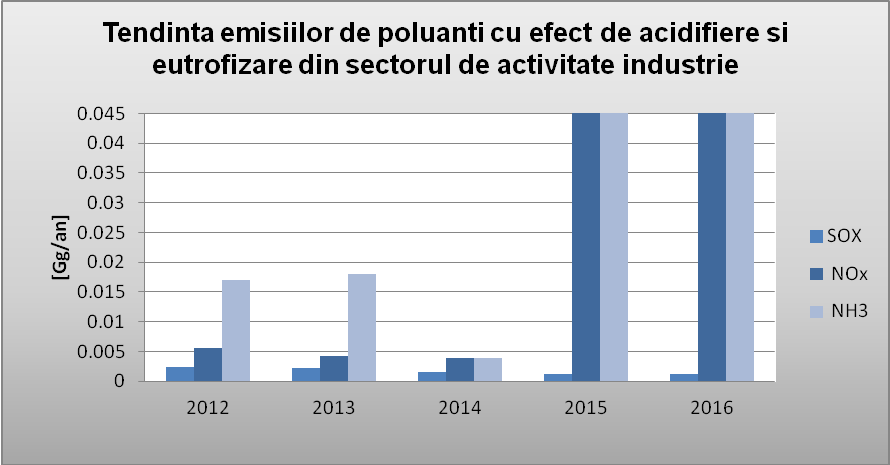 Tendinta emisiilor de poluanti cu efect de acidifiere si
eutrofizare din sectorul de activitate industrie
[Gg/an]
0.045
0.04
0.035
0.03
0.025
0.02
0.015
0.01
0.005
0
2012 2013 2014 2015 2016
SOX
NOx
NH3